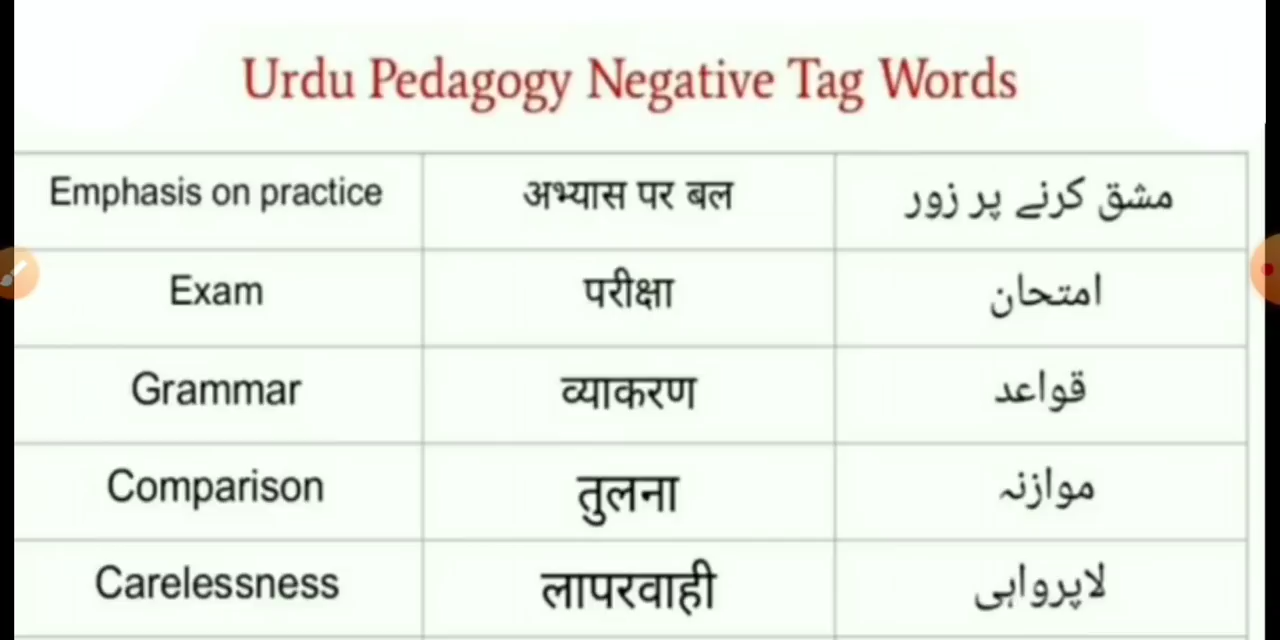 Urdu Pedagogy Negative Tag Words
Emphasis on practice अभ्यास पर बल مشق کرنے پر زور
Exam परीक्षा امتحان
Grammar व्याकरण قواعد
Comparison तुलना موازنہ
Carelessness लापरवाही لاپرواہی